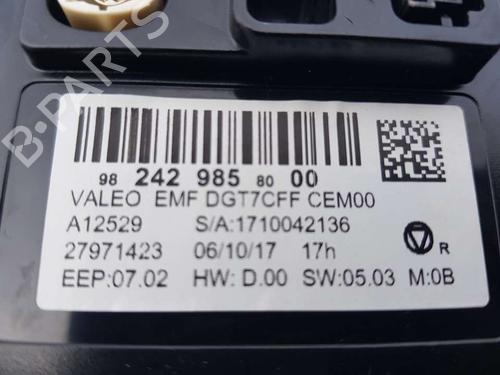 B-PARTS
98 242 985 80 00
VALEO EMF DGT7CFF CEM00
A12529 S/A:1710042136
27971423 06/10/17 17h
R
EEP:07.02 HW: D.00 SW:05.03 M:0B